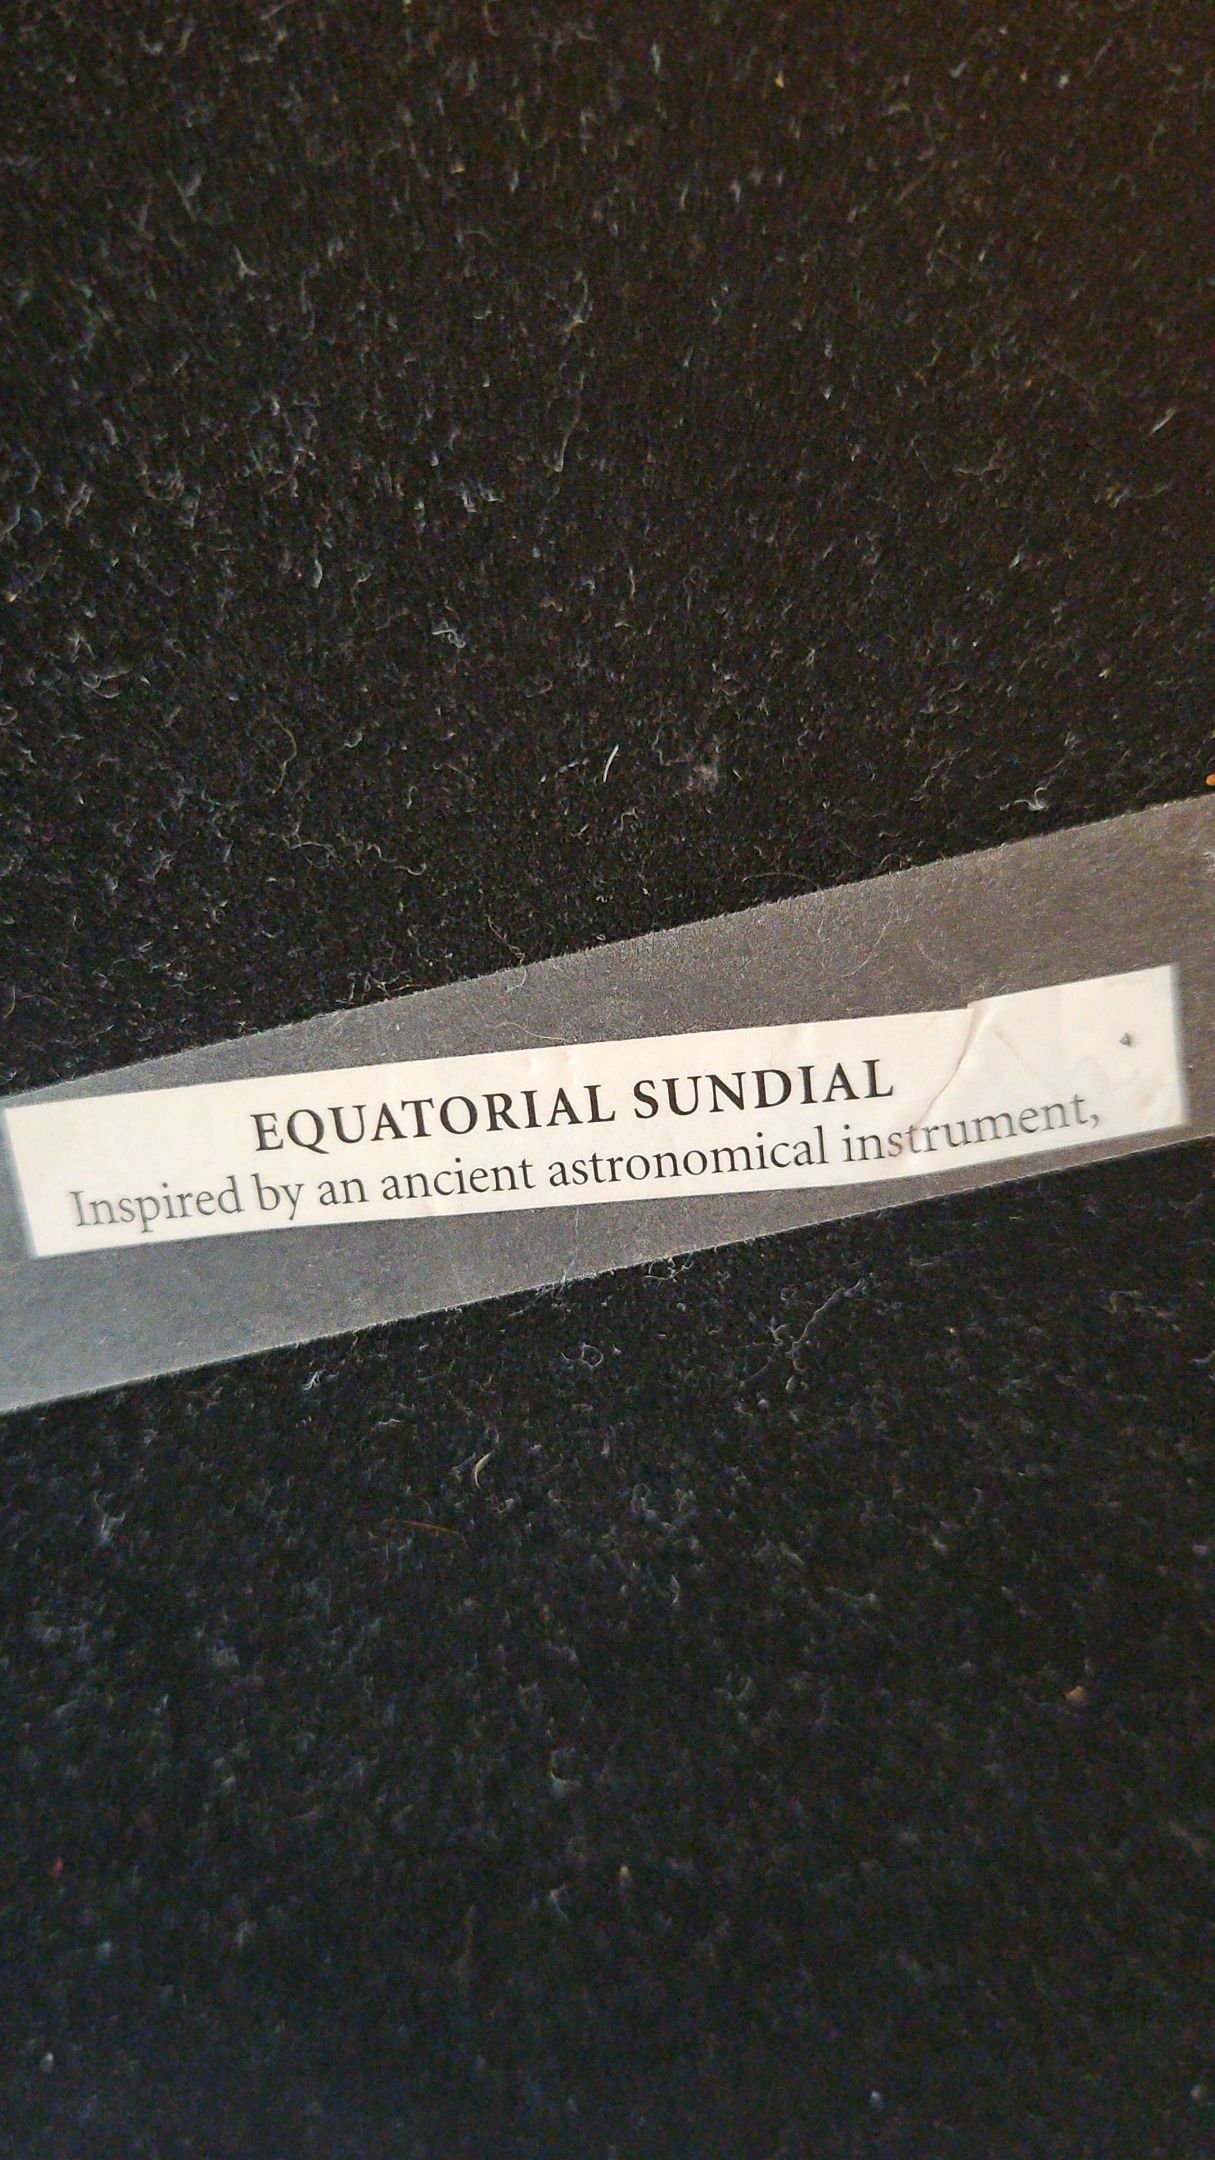 EQUATORIAL SUNDIAL
Inspired by an ancient astronomical instrument,